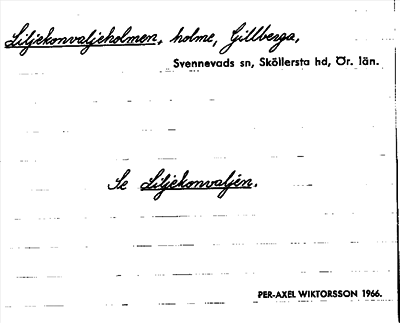 Liljekonvaljeholmen, holme, Gillberga,
Svennevads sn, Sköllersta hd, Ör. län.
Se Liljekonvaljen.
PER-AXEL WIKTORSSON 1966.